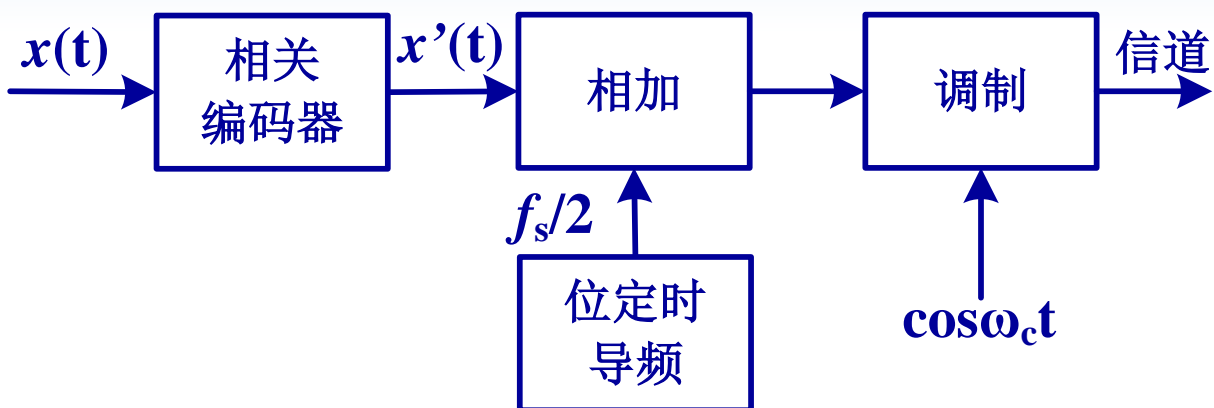 x(t)
相关
编码器
x’(t)
相加
调制
信道
fs/2
位定时
导频
cosωct